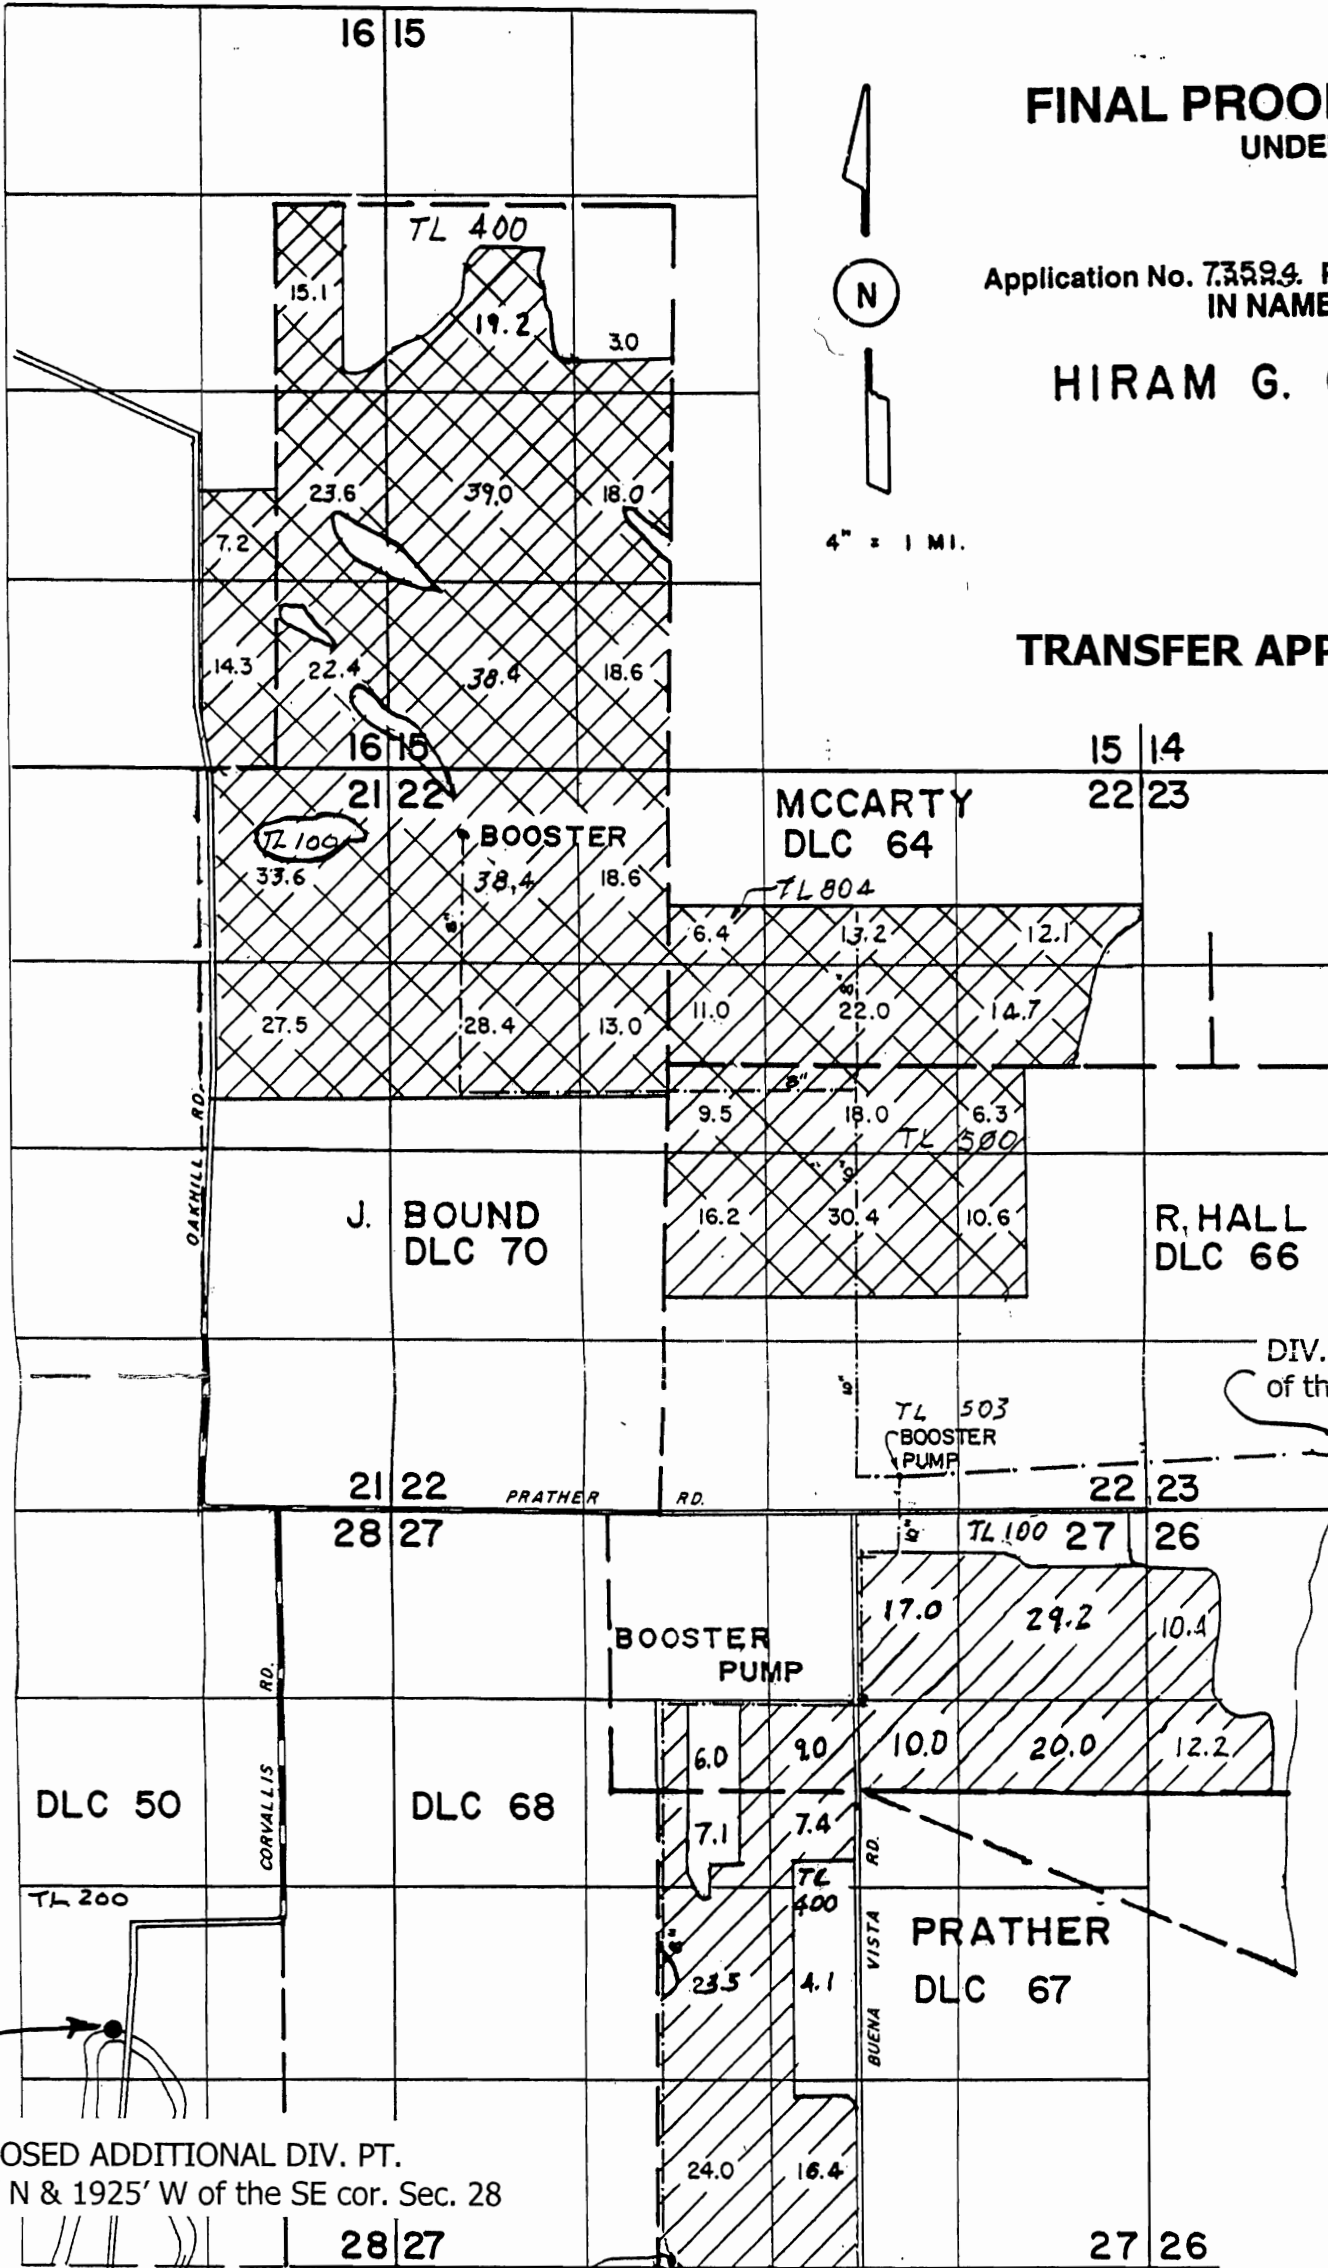 16 15
FINAL PROO
UNDE
TL 400
15.1
Application No. 73594
IN NAME
N
19.2
3.0
HIRAM G.
23.6
39.0
18.0
7.2
4" = 1 MI.
14.3
22.4
38.4
18.6
TRANSFER APP
16 15
15 14
21 22
22 23
MCCARTY
DLC 64
TL 100
BOOSTER
33.6
38.4
18.6
TL 804
8"
6.4
13.2
12.1
8"
27.5
28.4
13.0
11.0
22.0
14.7
8"
9.5
18.0
6.3
TL 500
OAKHILL RD.
J. BOUND
DLC 70
16.2
30.4
10.6
R. HALL
DLC 66
DIV.
of th
TL 503
BOOSTER
PUMP
21 22
PRATHER RD.
22 23
28 27
TL 100
27 26
17.0
29.2
BOOSTER
PUMP
CORVALLIS RD.
6.0
9.0
10.0
20.0
12.2
DLC 50
DLC 68
7.1
7.4
TL 200
TL
400
BUENA VISTA RD.
PRATHER
DLC 67
8"
23.5
4.1
OSED ADDITIONAL DIV. PT.
N & 1925' W of the SE cor. Sec. 28
24.0
16.4
28 27
27 26